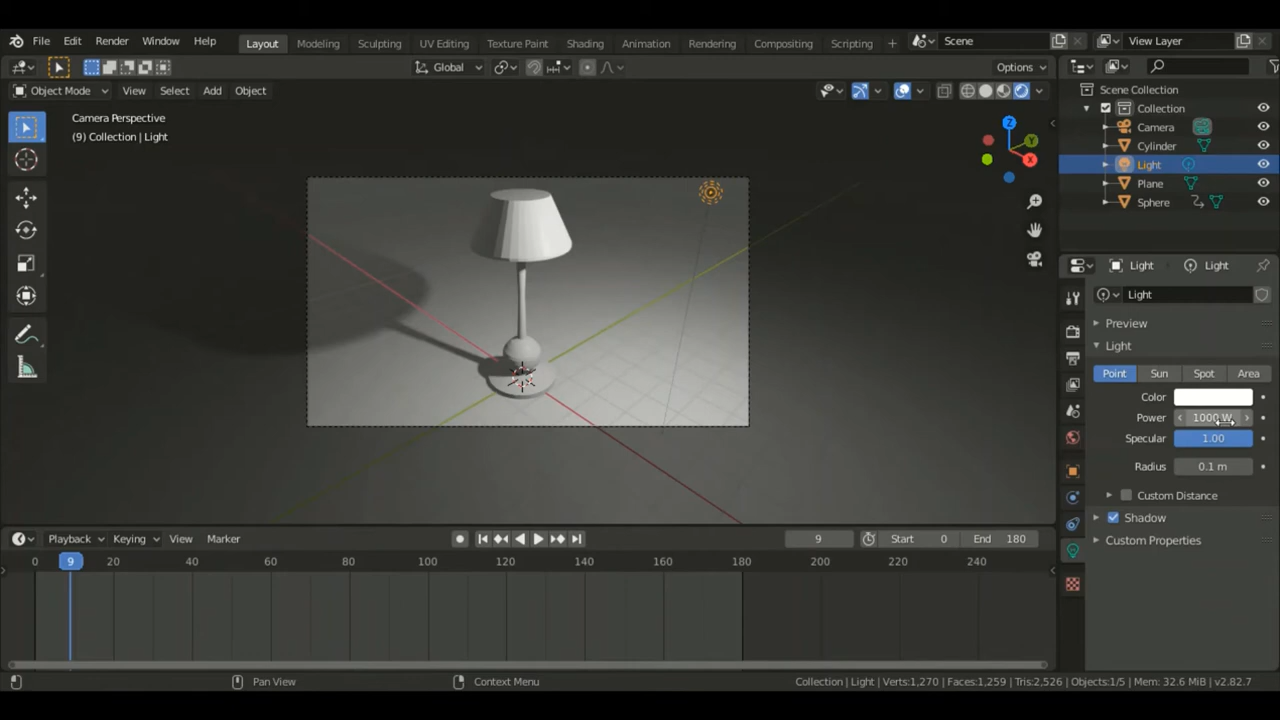 File Edit Render Window Help Layout Modeling Sculpting UV Editing Texture Paint Shading Animation Rendering Compositing Scripting + Scene View Layer
Global Options
Object Mode View Select Add Object
Camera Perspective
(9) Collection | Light
Z
Y
X
Scene Collection
Collection
Camera
Cylinder
Light
Plane
Sphere
Light Light
Light
Preview
Light
Point Sun Spot Area
Color
Power 1000 W
Specular 1.00
Radius 0.1 m
Custom Distance
Shadow
Custom Properties
Playback Keying View Marker 9 Start 0 End 180
0 9 20 40 60 80 100 120 140 160 180 200 220 240
Pan View Context Menu Collection | Light | Verts:1,270 | Faces:1,259 | Tris:2,526 | Objects:1/5 | Mem: 32.6 MiB | v2.82.7